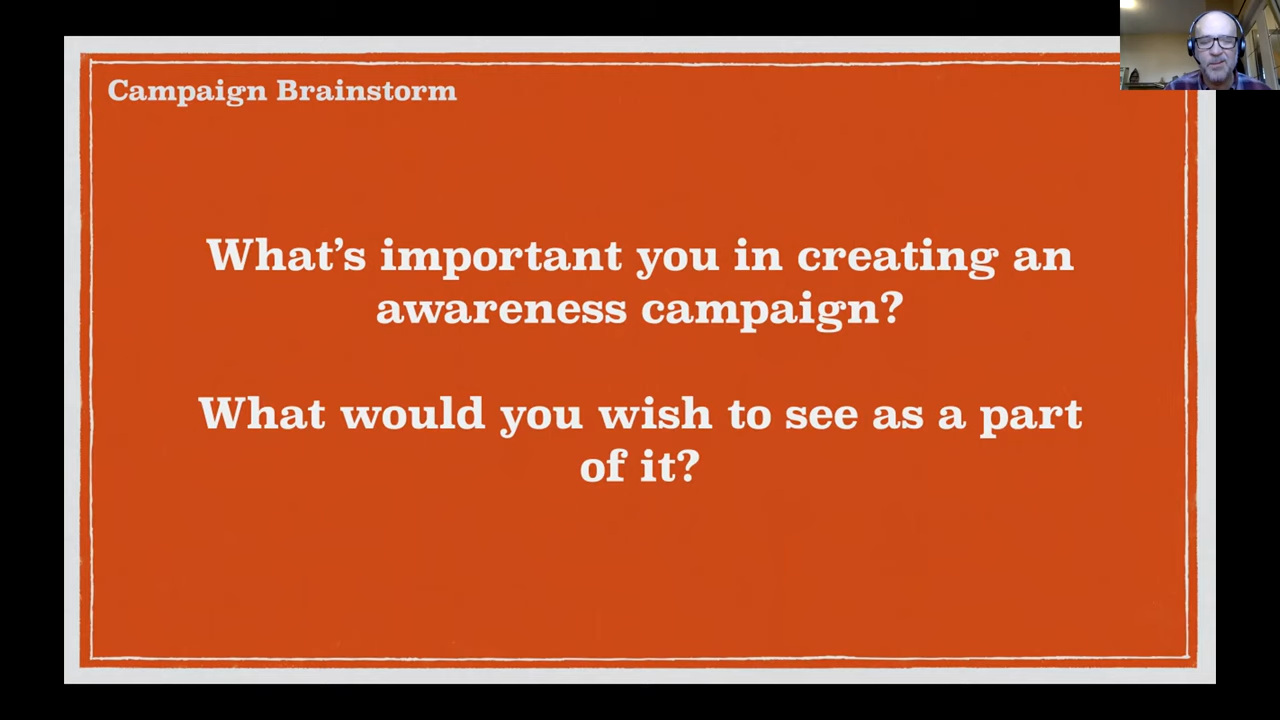 Campaign Brainstorm
What's important you in creating an
awareness campaign?
What would you wish to see as a part
of it?